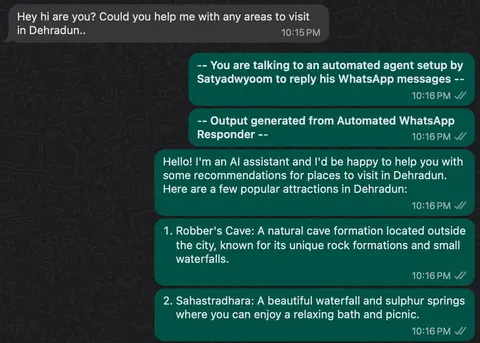 Hey hi are you? Could you help me with any areas to visit
in Dehradun..
10:15 PM
-- You are talking to an automated agent setup by
Satyadwyoom to reply his WhatsApp messages --
10:16 PM
-- Output generated from Automated WhatsApp
Responder --
10:16 PM
Hello! I'm an AI assistant and I'd be happy to help you with
some recommendations for places to visit in Dehradun.
Here are a few popular attractions in Dehradun:
10:16 PM
1. Robber's Cave: A natural cave formation located outside
the city, known for its unique rock formations and small
waterfalls.
10:16 PM
2. Sahastradhara: A beautiful waterfall and sulphur springs
where you can enjoy a relaxing bath and picnic.
10:16 PM